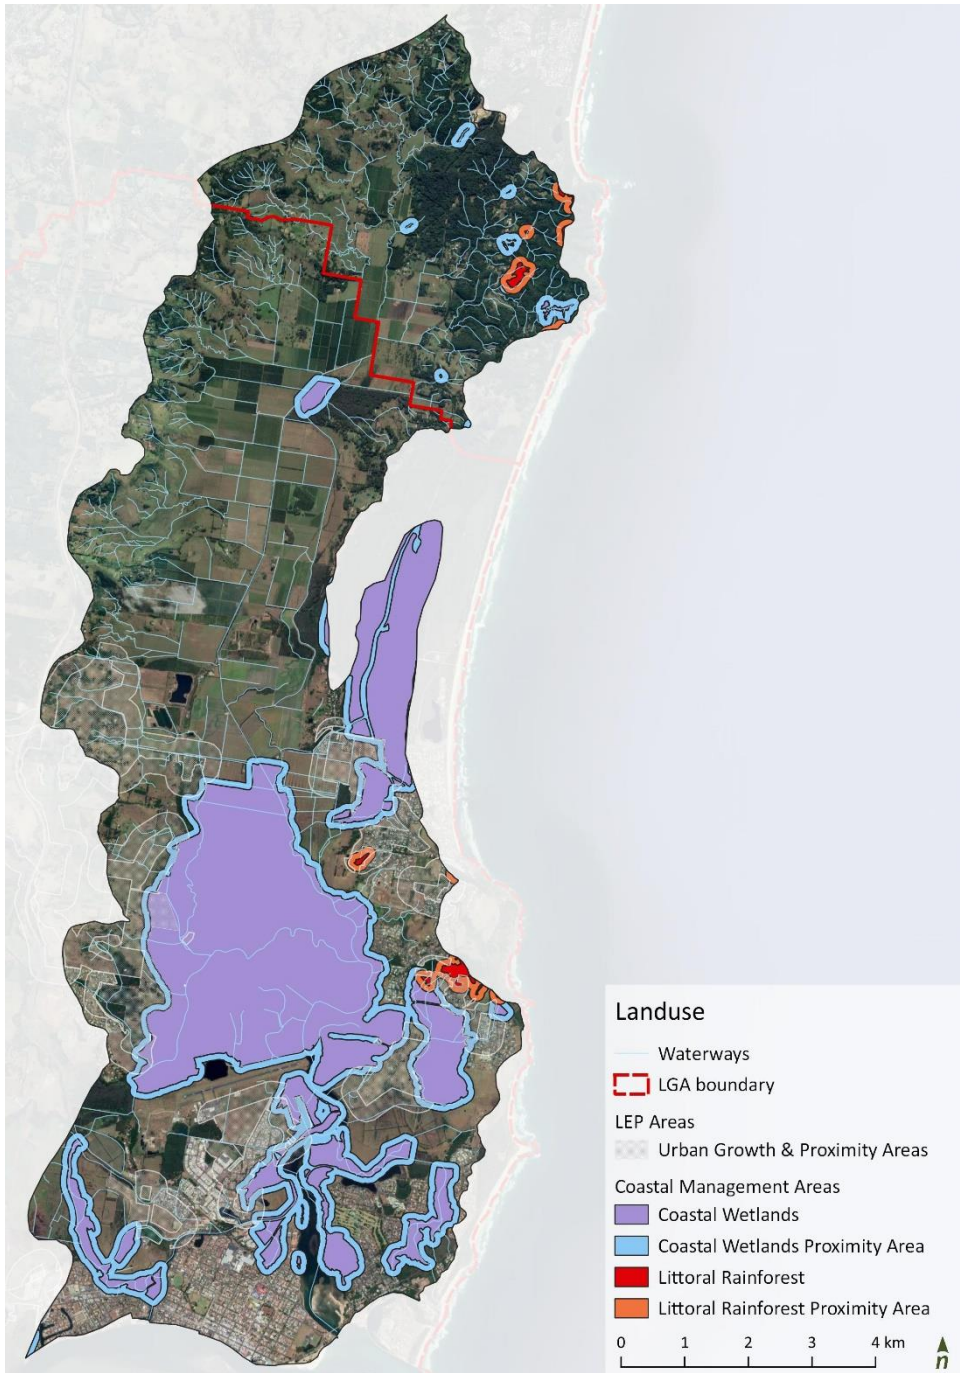 Landuse
Waterways
LGA boundary
LEP Areas
Urban Growth & Proximity Areas
Coastal Management Areas
Coastal Wetlands
Coastal Wetlands Proximity Area
Littoral Rainforest
Littoral Rainforest Proximity Area
0 1 2 3 4 km
n